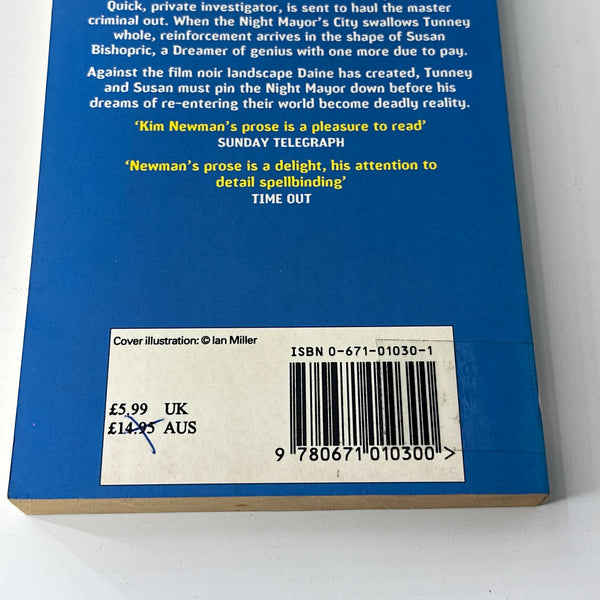 Quick, private investigator, is sent to haul the master
criminal out. When the Night Mayor's City swallows Tunney
whole, reinforcement arrives in the shape of Susan
Bishopric, a Dreamer of genius with one more due to pay.
Against the film noir landscape Daine has created, Tunney
and Susan must pin the Night Mayor down before his
dreams of re-entering their world become deadly reality.
'Kim Newman's prose is a pleasure to read'
SUNDAY TELEGRAPH
'Newman's prose is a delight, his attention to
detail spellbinding'
TIME OUT
Cover illustration: © Ian Miller
ISBN 0-671-01030-1
£5.99 UK
£14.95 AUS
9 780671 010300 >